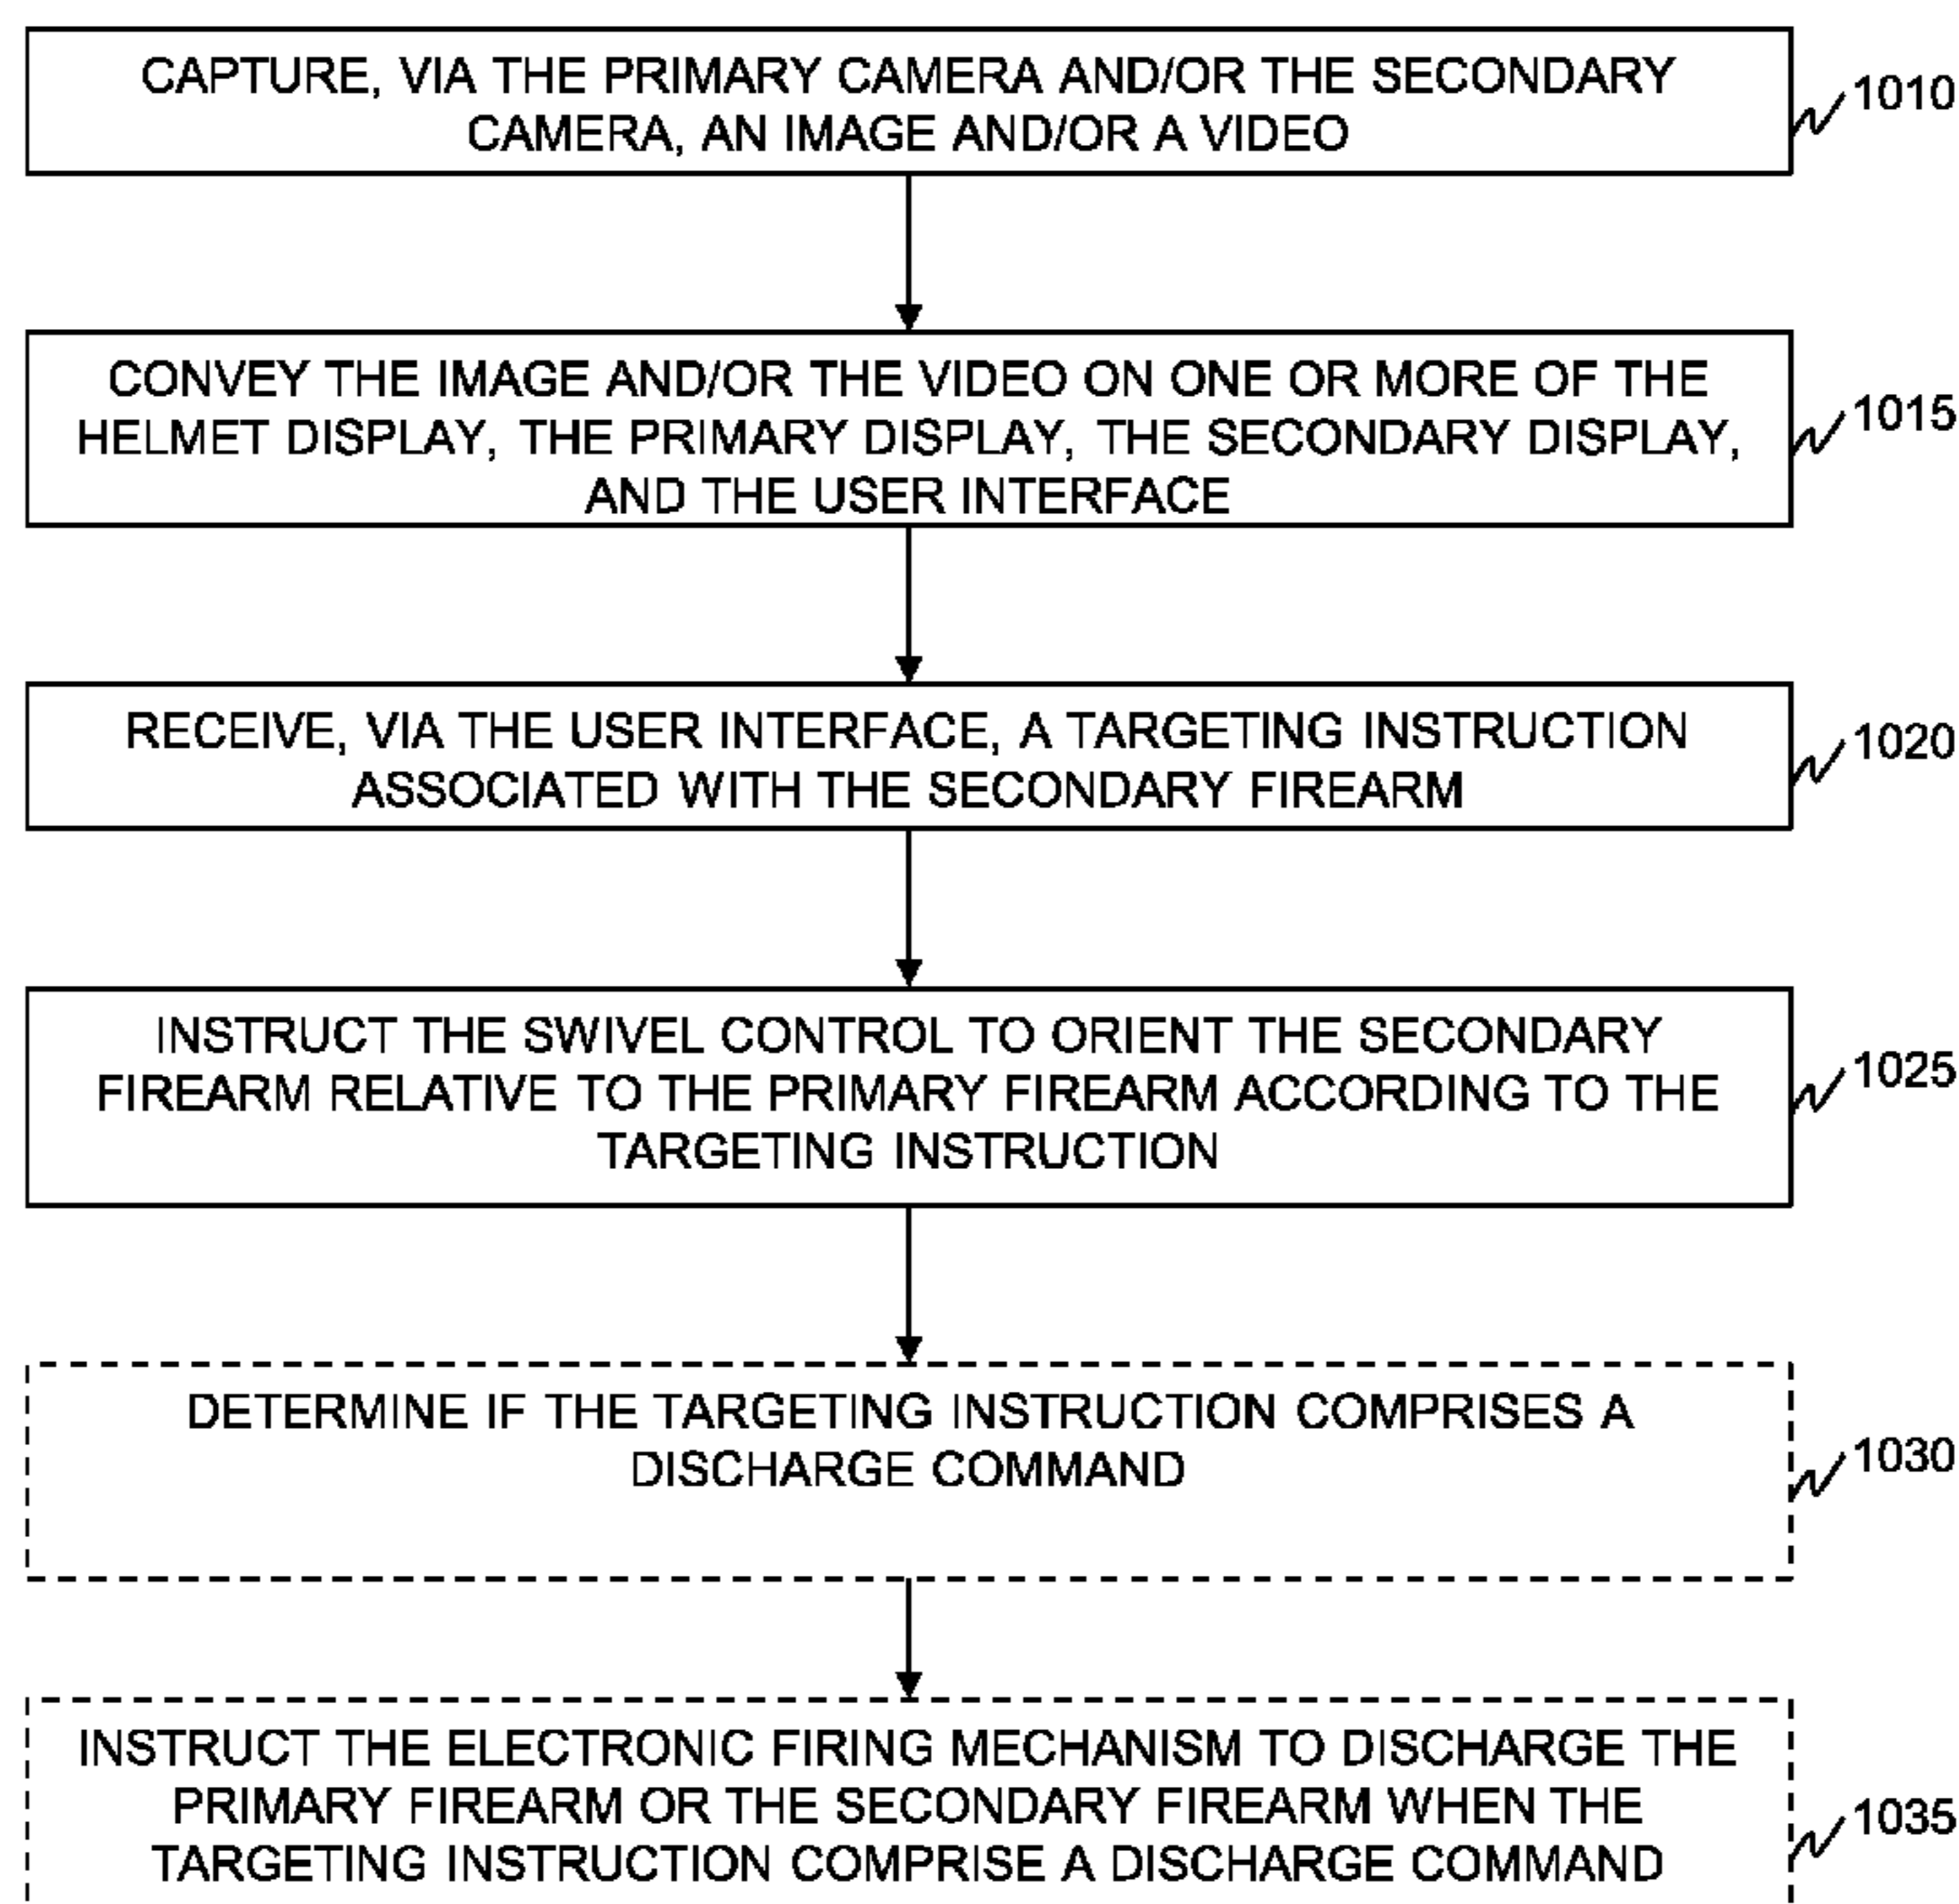 CAPTURE, VIA THE PRIMARY CAMERA AND/OR THE SECONDARY
CAMERA, AN IMAGE AND/OR A VIDEO
1010
CONVEY THE IMAGE AND/OR THE VIDEO ON ONE OR MORE OF THE
HELMET DISPLAY, THE PRIMARY DISPLAY, THE SECONDARY DISPLAY,
AND THE USER INTERFACE
1015
RECEIVE, VIA THE USER INTERFACE, A TARGETING INSTRUCTION
ASSOCIATED WITH THE SECONDARY FIREARM
1020
INSTRUCT THE SWIVEL CONTROL TO ORIENT THE SECONDARY
FIREARM RELATIVE TO THE PRIMARY FIREARM ACCORDING TO THE
TARGETING INSTRUCTION
1025
DETERMINE IF THE TARGETING INSTRUCTION COMPRISES A
DISCHARGE COMMAND
1030
INSTRUCT THE ELECTRONIC FIRING MECHANISM TO DISCHARGE THE
PRIMARY FIREARM OR THE SECONDARY FIREARM WHEN THE
TARGETING INSTRUCTION COMPRISE A DISCHARGE COMMAND
1035